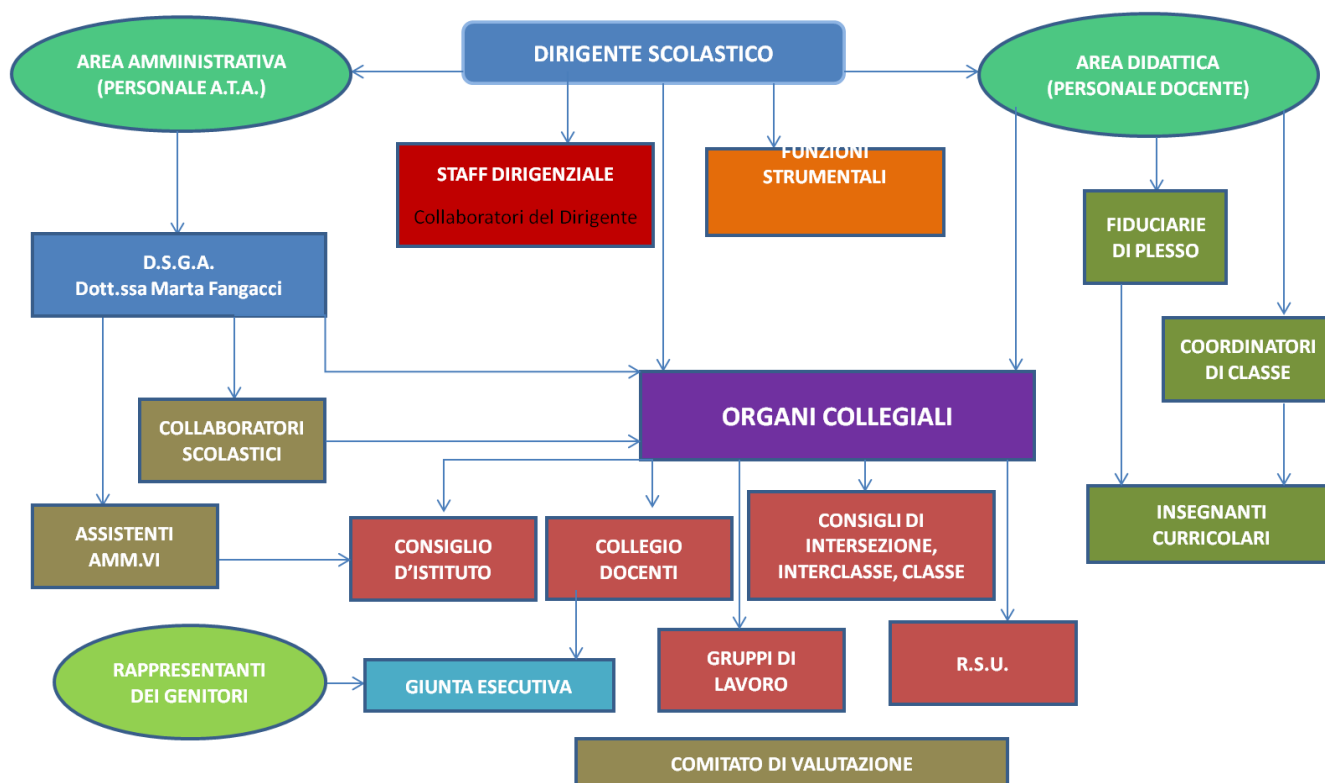 AREA AMMINISTRATIVA
(PERSONALE A.T.A.)
DIRIGENTE SCOLASTICO
AREA DIDATTICA
(PERSONALE DOCENTE)
STAFF DIRIGENZIALE
Collaboratori del Dirigente
FUNZIONI
STRUMENTALI
FIDUCIARIE
DI PLESSO
D.S.G.A.
Dott.ssa Marta Fangacci
COORDINATORI
DI CLASSE
COLLABORATORI
SCOLASTICI
ORGANI COLLEGIALI
ASSISTENTI
AMM.VI
CONSIGLIO
D’ISTITUTO
COLLEGIO
DOCENTI
CONSIGLI DI
INTERSEZIONE,
INTERCLASSE, CLASSE
INSEGNANTI
CURRICOLARI
RAPPRESENTANTI
DEI GENITORI
GIUNTA ESECUTIVA
GRUPPI DI
LAVORO
R.S.U.
COMITATO DI VALUTAZIONE